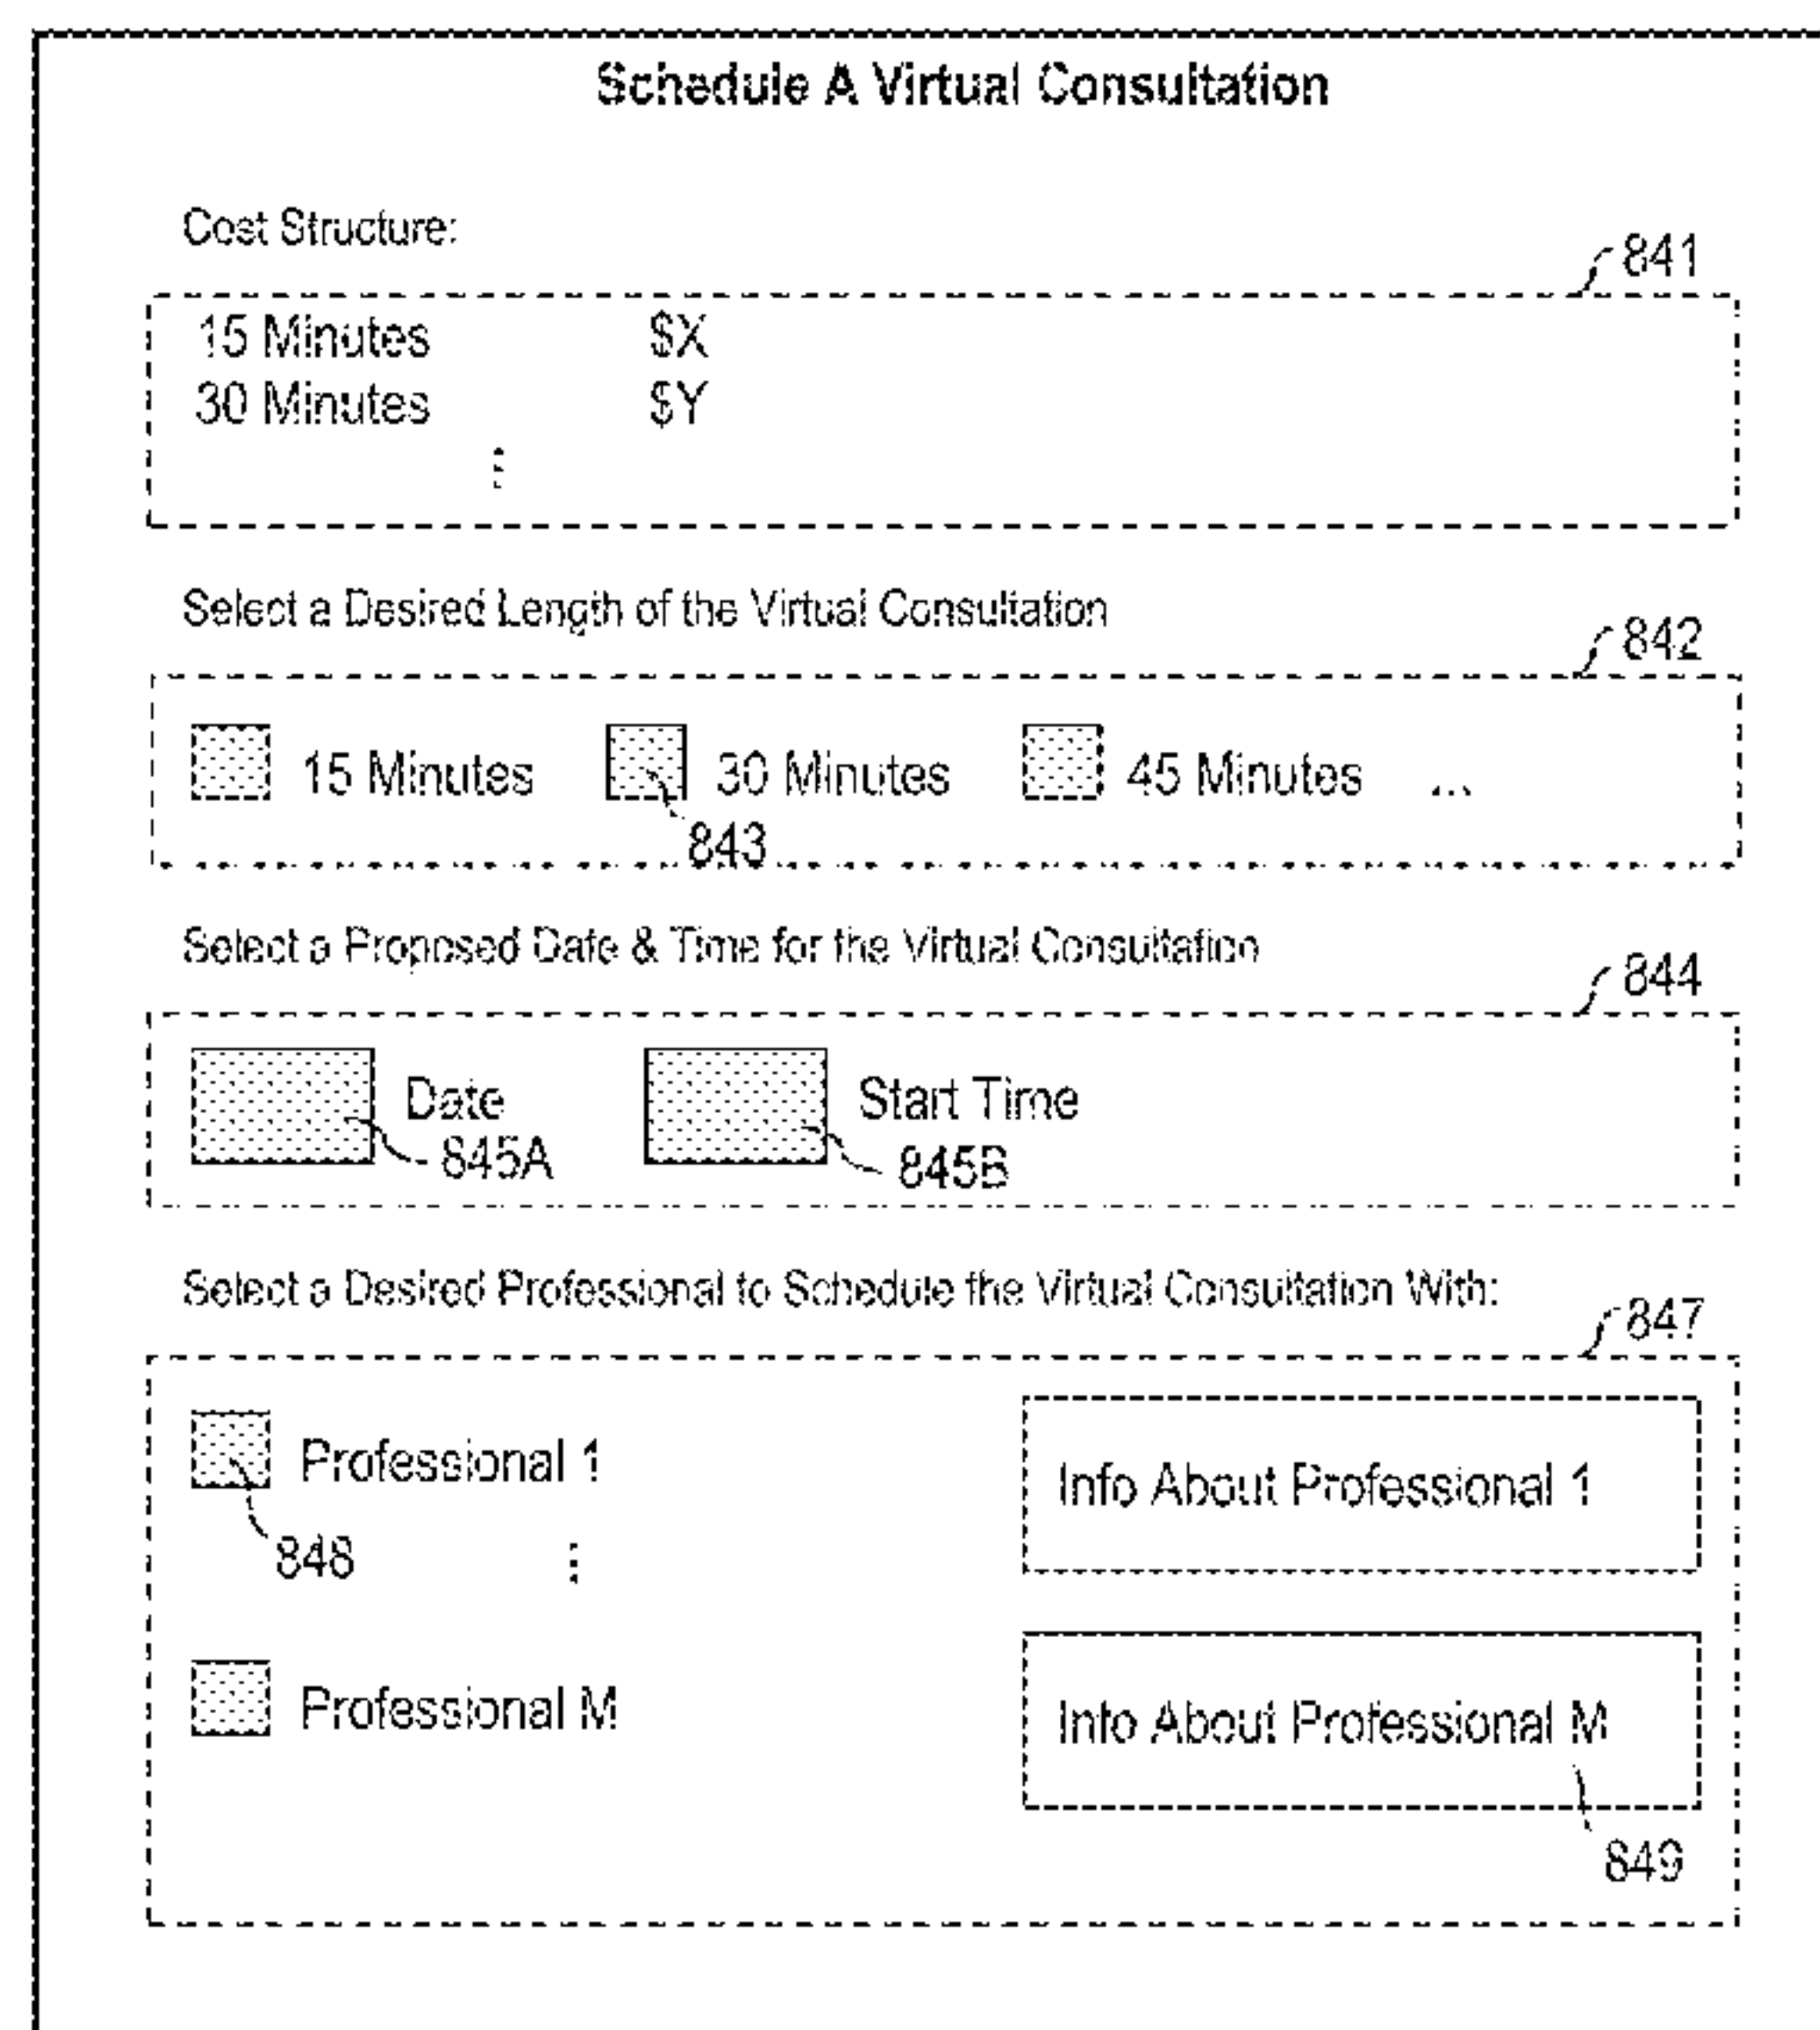 Schedule A Virtual Consultation
Cost Structure:
841
15 Minutes $X
30 Minutes $Y
⋮
Select a Desired Length of the Virtual Consultation
842
15 Minutes 30 Minutes 45 Minutes ...
843
Select a Proposed Date & Time for the Virtual Consultation
844
Date Start Time
845A 845B
Select a Desired Professional to Schedule the Virtual Consultation With:
847
Professional 1 Info About Professional 1
848 ⋮
Professional M Info About Professional M
849